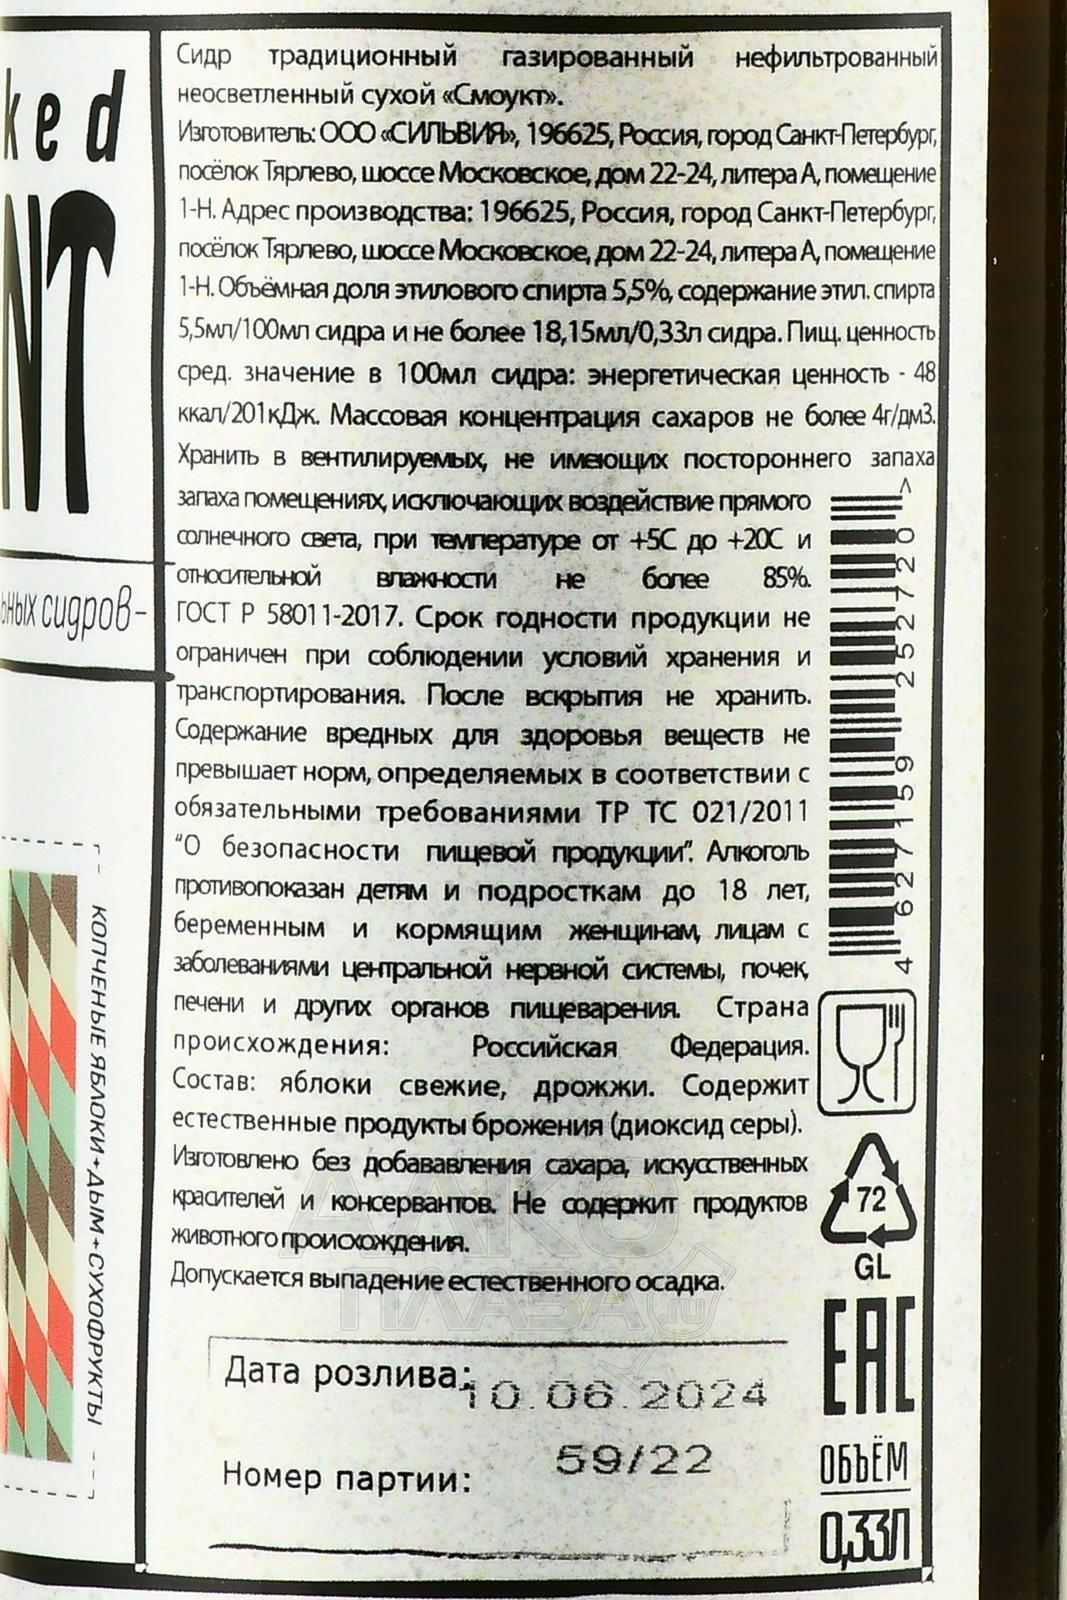 ked
NT
ьных сидров-
КОПЧЕНЫЕ ЯБЛОКИ+ДЫМ+СУХОФРУКТЫ
Сидр традиционный газированный нефильтрованный
неосветленный сухой «Смоукт».
Изготовитель: ООО «СИЛЬВИЯ», 196625, Россия, город Санкт-Петербург,
посёлок Тярлево, шоссе Московское, дом 22-24, литера А, помещение
1-Н. Адрес производства: 196625, Россия, город Санкт-Петербург,
посёлок Тярлево, шоссе Московское, дом 22-24, литера А, помещение
1-Н. Объёмная доля этилового спирта 5,5%, содержание этил. спирта
5,5мл/100мл сидра и не более 18,15мл/0,33л сидра. Пищ. ценность
сред. значение в 100мл сидра: энергетическая ценность - 48
ккал/201кДж. Массовая концентрация сахаров не более 4г/дм3.
Хранить в вентилируемых, не имеющих постороннего запаха
запаха помещениях, исключающих воздействие прямого
солнечного света, при температуре от +5С до +20С и
относительной влажности не более 85%.
ГОСТ Р 58011-2017. Срок годности продукции не
ограничен при соблюдении условий хранения и
транспортирования. После вскрытия не хранить.
Содержание вредных для здоровья веществ не
превышает норм, определяемых в соответствии с
обязательными требованиями ТР ТС 021/2011
"О безопасности пищевой продукции". Алкоголь
противопоказан детям и подросткам до 18 лет,
беременным и кормящим женщинам, лицам с
заболеваниями центральной нервной системы, почек,
печени и других органов пищеварения. Страна
происхождения: Российская Федерация.
Состав: яблоки свежие, дрожжи. Содержит
естественные продукты брожения (диоксид серы).
Изготовлено без добававления сахара, искусственных
красителей и консервантов. Не содержит продуктов
животного происхождения.
Допускается выпадение естественного осадка.
Дата розлива: 10.06.2024
Номер партии: 59/22
4 627159 252720 >
72
GL
EAC
ОБЪЁМ
0,33Л
АЛКО
ПЛАЗА.ru